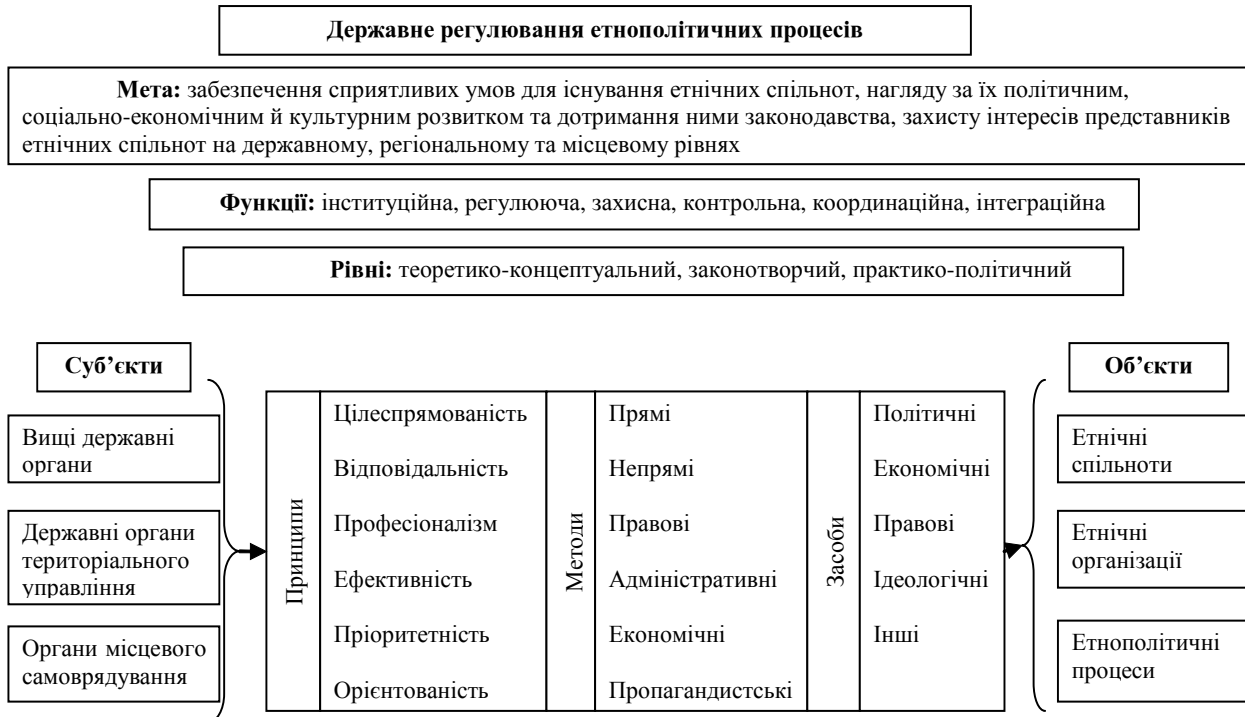 Державне регулювання етнополітичних процесів
Мета: забезпечення сприятливих умов для існування етнічних спільнот, нагляду за їх політичним,
соціально-економічним й культурним розвитком та дотримання ними законодавства, захисту інтересів представників
етнічних спільнот на державному, регіональному та місцевому рівнях
Функції: інституційна, регулююча, захисна, контрольна, координаційна, інтеграційна
Рівні: теоретико-концептуальний, законотворчий, практико-політичний
Суб’єкти
Вищі державні
органи
Державні органи
територіального
управління
Органи місцевого
самоврядування
Принципи
Цілеспрямованість
Відповідальність
Професіоналізм
Ефективність
Пріоритетність
Орієнтованість
Методи
Прямі
Непрямі
Правові
Адміністративні
Економічні
Пропагандистські
Засоби
Політичні
Економічні
Правові
Ідеологічні
Інші
Об’єкти
Етнічні
спільноти
Етнічні
організації
Етнополітичні
процеси